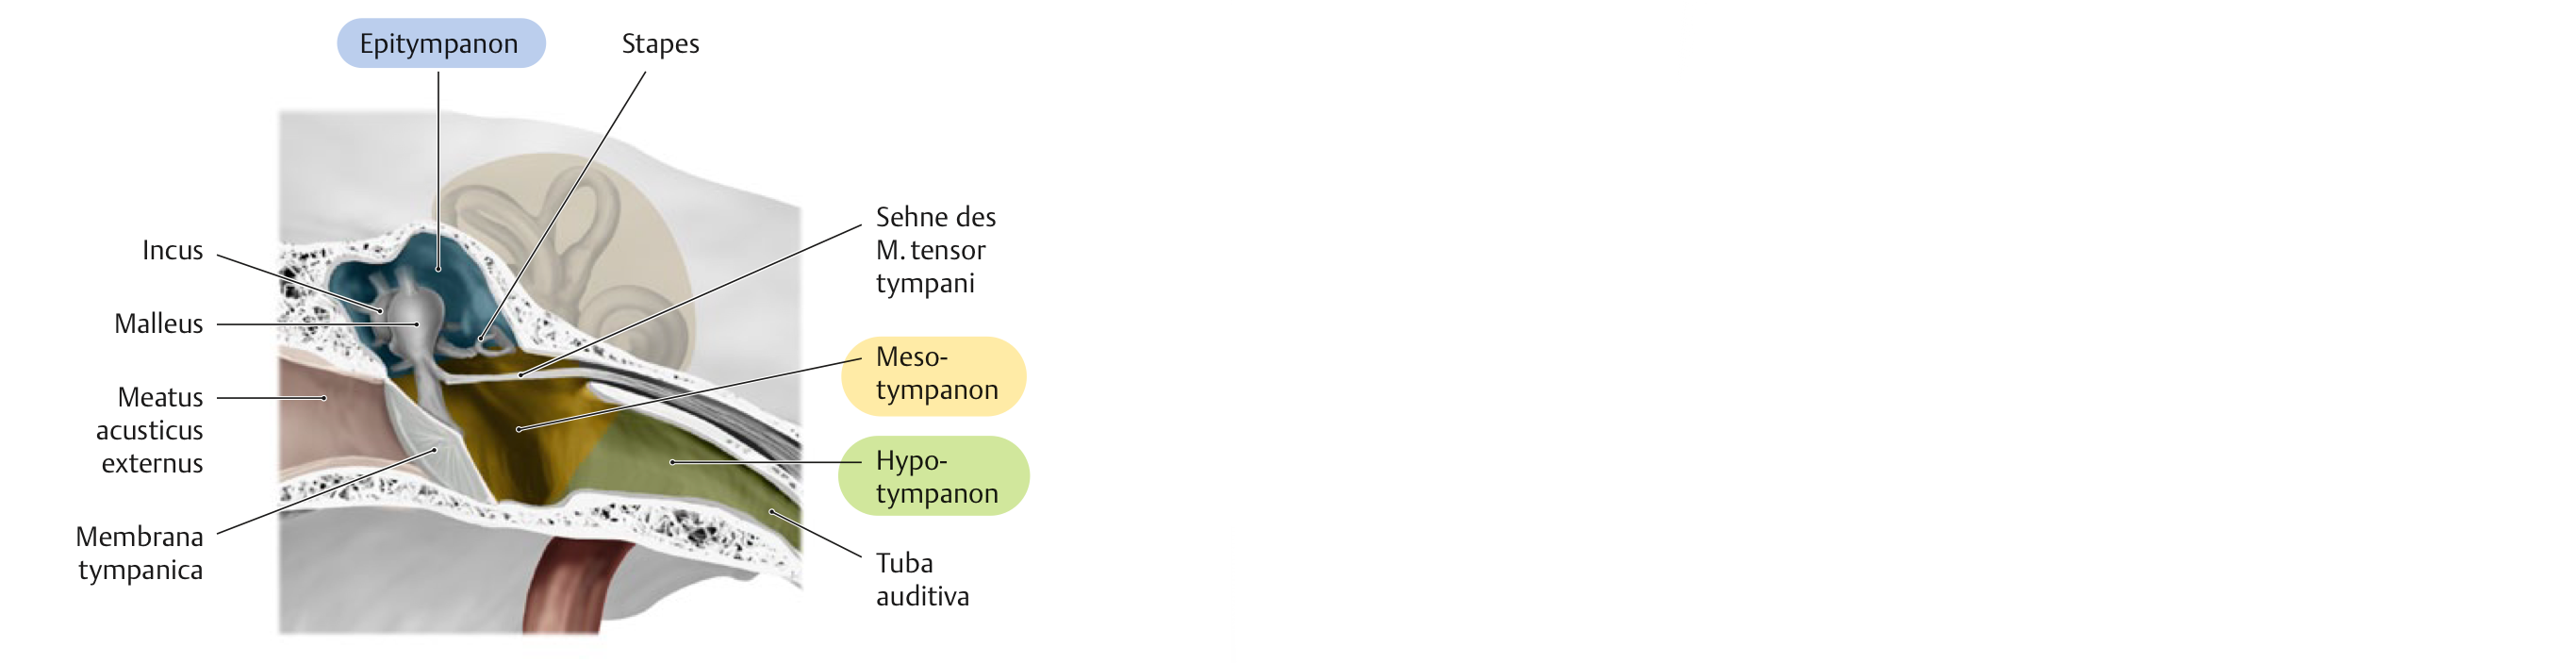 Epitympanon
Stapes
Incus
Malleus
Meatus
acusticus
externus
Membrana
tympanica
Sehne des
M. tensor
tympani
Meso-
tympanon
Hypo-
tympanon
Tuba
auditiva